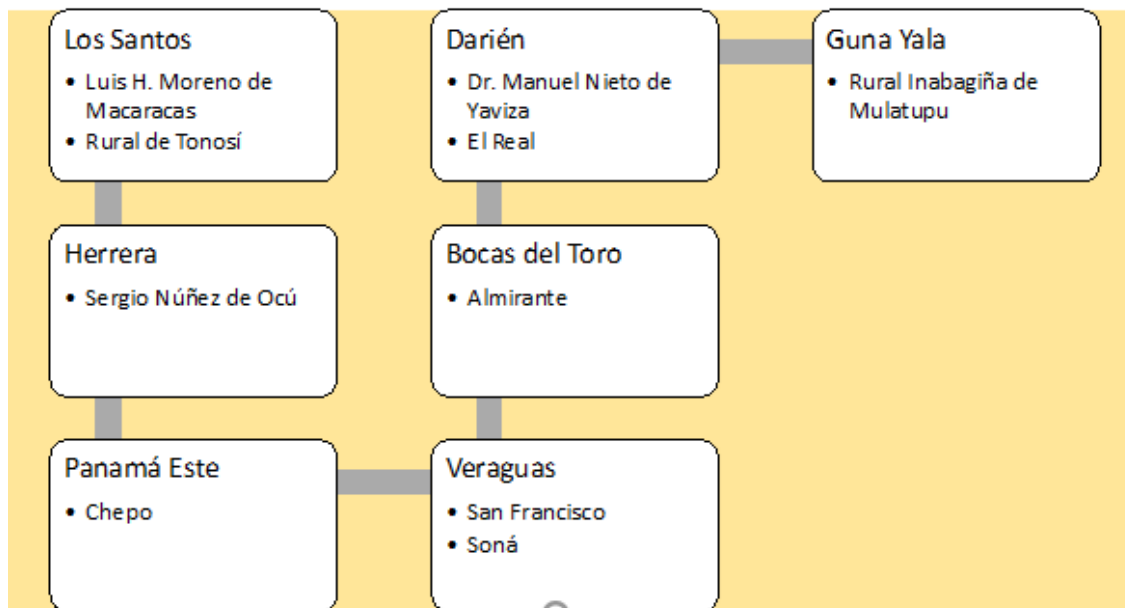 Los Santos
• Luis H. Moreno de
Macaracas
• Rural de Tonosí
Herrera
• Sergio Núñez de Ocú
Panamá Este
• Chepo
Veraguas
• San Francisco
• Soná
Bocas del Toro
• Almirante
Darién
• Dr. Manuel Nieto de
Yaviza
• El Real
Guna Yala
• Rural Inabagiña de
Mulatupu